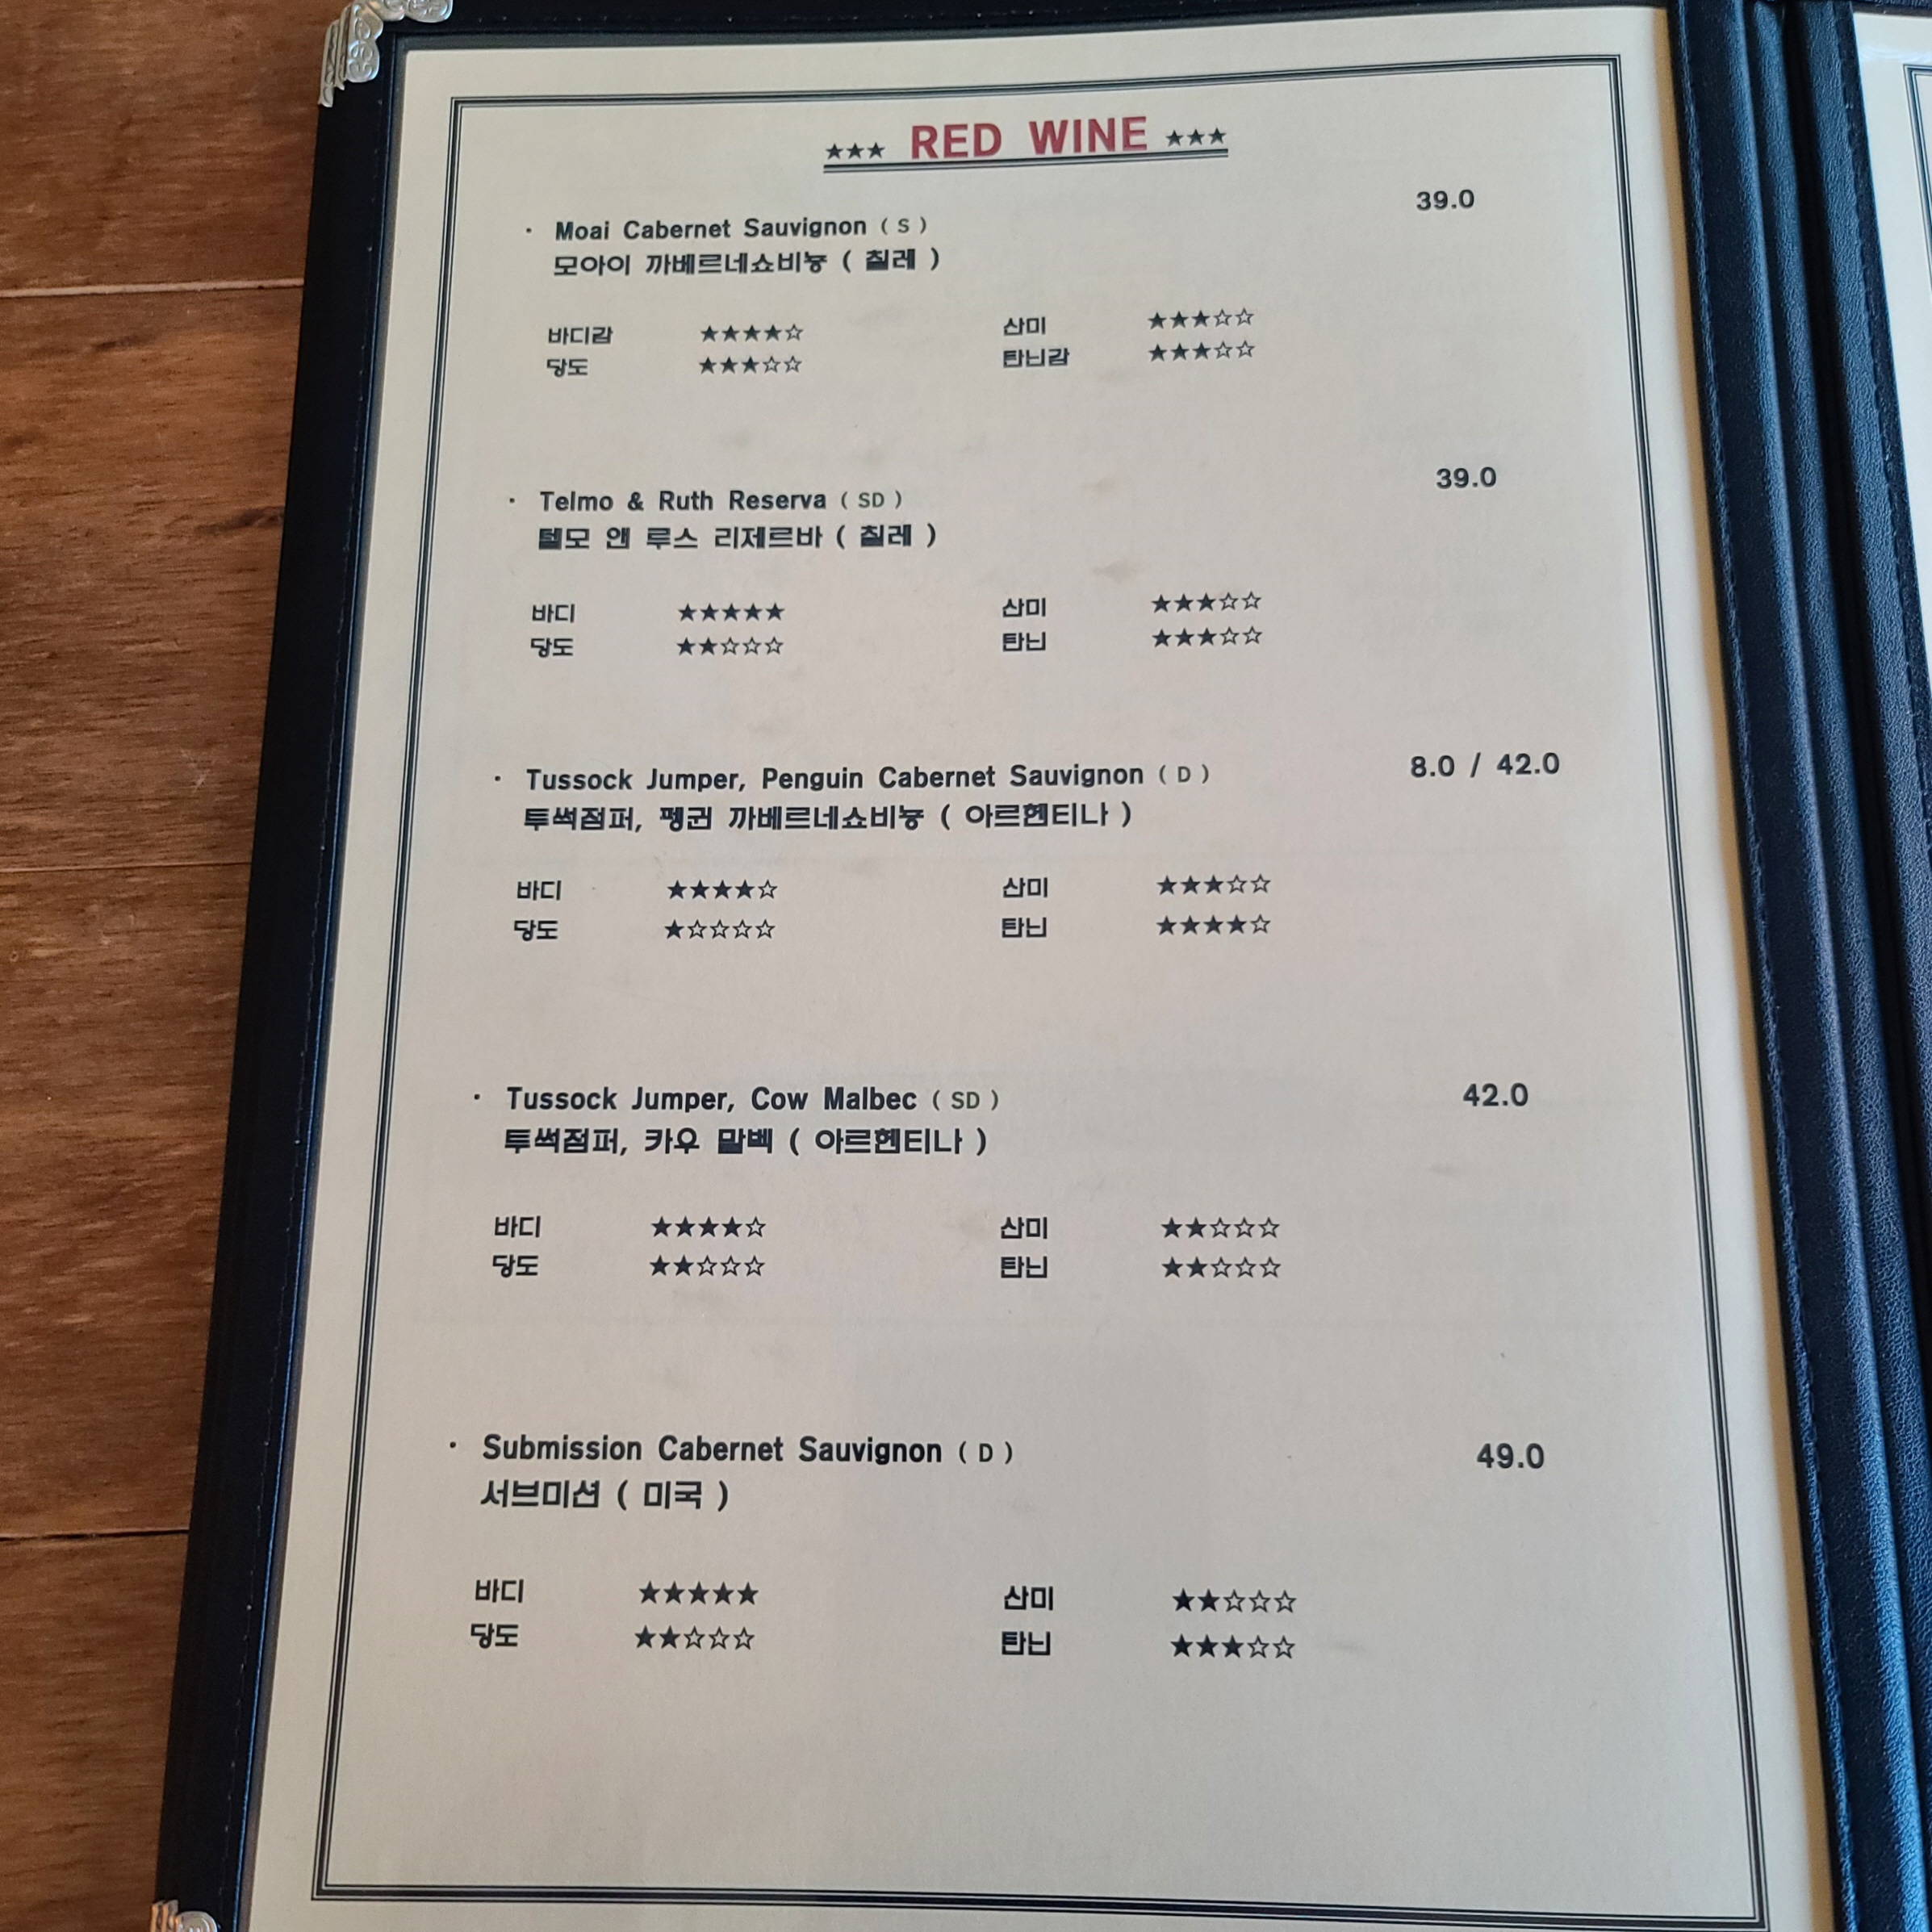 ★★★ RED WINE ★★★
· Moai Cabernet Sauvignon ( S ) 39.0
모아이 까베르네쇼비뇽 ( 칠레 )
바디감 ★★★★☆ 산미 ★★★☆☆
당도 ★★★☆☆ 탄닌감 ★★★☆☆
· Telmo & Ruth Reserva ( SD ) 39.0
텔모 앤 루스 리제르바 ( 칠레 )
바디 ★★★★★ 산미 ★★★☆☆
당도 ★★☆☆☆ 탄닌 ★★★☆☆
· Tussock Jumper, Penguin Cabernet Sauvignon ( D ) 8.0 / 42.0
투썩점퍼, 펭귄 까베르네쇼비뇽 ( 아르헨티나 )
바디 ★★★★☆ 산미 ★★★☆☆
당도 ★☆☆☆☆ 탄닌 ★★★★☆
· Tussock Jumper, Cow Malbec ( SD ) 42.0
투썩점퍼, 카우 말벡 ( 아르헨티나 )
바디 ★★★★☆ 산미 ★★☆☆☆
당도 ★★☆☆☆ 탄닌 ★★☆☆☆
· Submission Cabernet Sauvignon ( D ) 49.0
서브미션 ( 미국 )
바디 ★★★★★ 산미 ★★☆☆☆
당도 ★★☆☆☆ 탄닌 ★★★☆☆